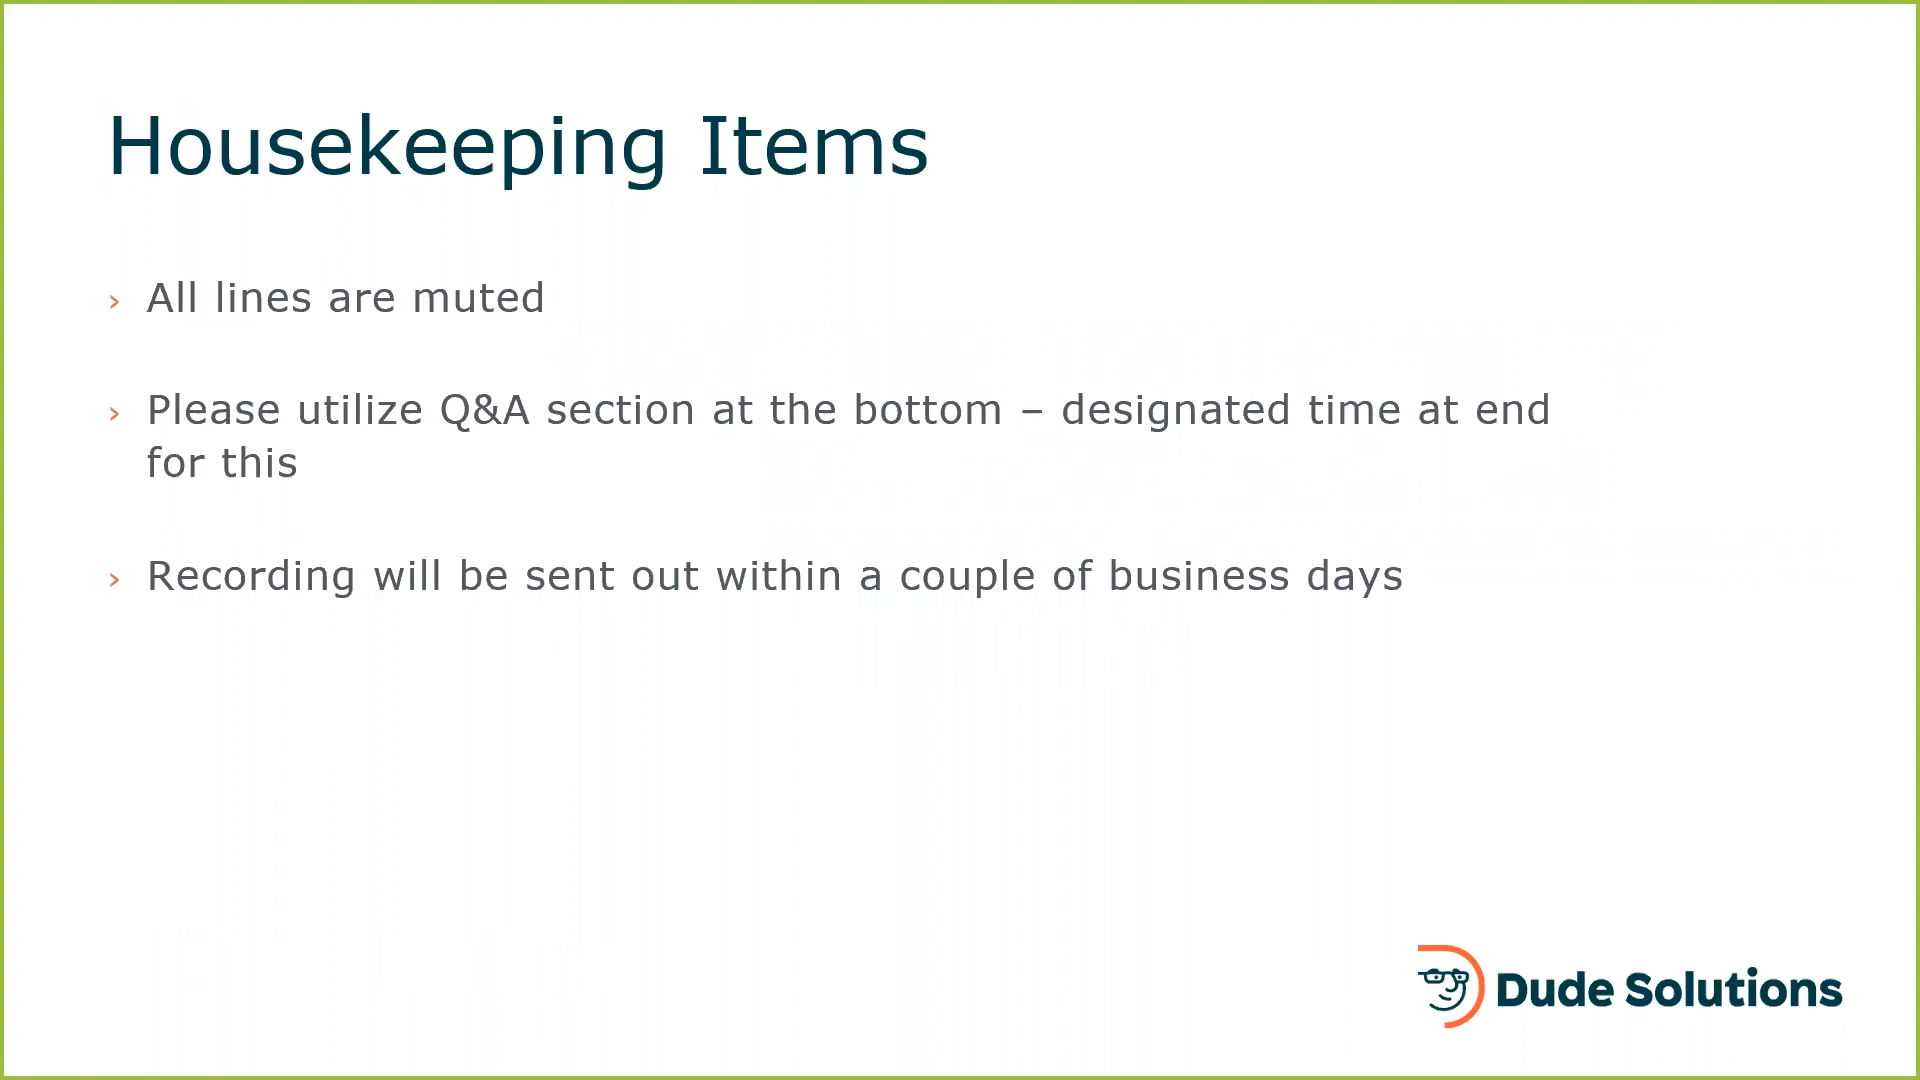 Housekeeping Items
› All lines are muted
› Please utilize Q&A section at the bottom – designated time at end
for this
› Recording will be sent out within a couple of business days
Dude Solutions